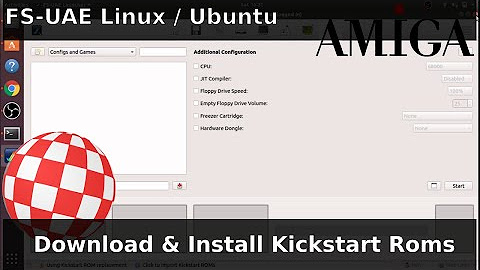 FS-UAE Linux / Ubuntu
AMIGA
Configs and Games
Additional Configuration
CPU:
68000
JIT Compiler:
Disabled
Floppy Drive Speed:
100%
Empty Floppy Drive Volume:
25
Freezer Cartridge:
None
Hardware Dongle:
None
Start
Download & Install Kickstart Roms
Using Kickstart ROM replacement
Click to import Kickstart ROMs